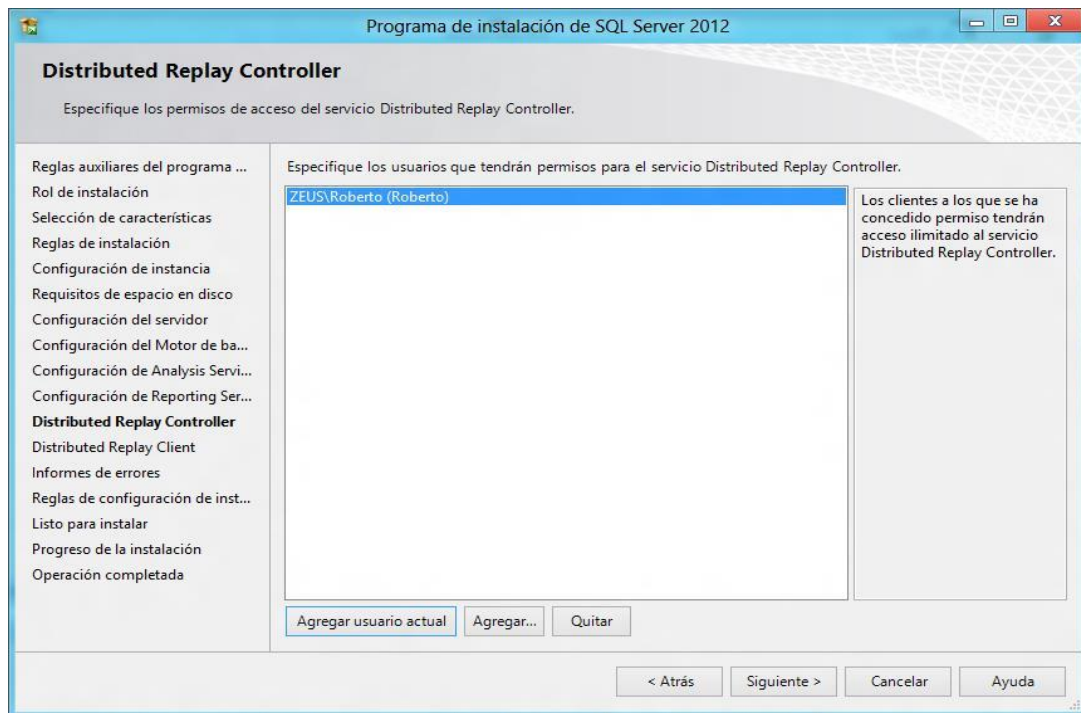 Programa de instalación de SQL Server 2012
Distributed Replay Controller
Especifique los permisos de acceso del servicio Distributed Replay Controller.
Reglas auxiliares del programa ...
Rol de instalación
Selección de características
Reglas de instalación
Configuración de instancia
Requisitos de espacio en disco
Configuración del servidor
Configuración del Motor de ba...
Configuración de Analysis Servi...
Configuración de Reporting Ser...
Distributed Replay Controller
Distributed Replay Client
Informes de errores
Reglas de configuración de inst...
Listo para instalar
Progreso de la instalación
Operación completada
Especifique los usuarios que tendrán permisos para el servicio Distributed Replay Controller.
ZEUS\Roberto (Roberto)
Los clientes a los que se ha
concedido permiso tendrán
acceso ilimitado al servicio
Distributed Replay Controller.
Agregar usuario actual
Agregar...
Quitar
< Atrás
Siguiente >
Cancelar
Ayuda